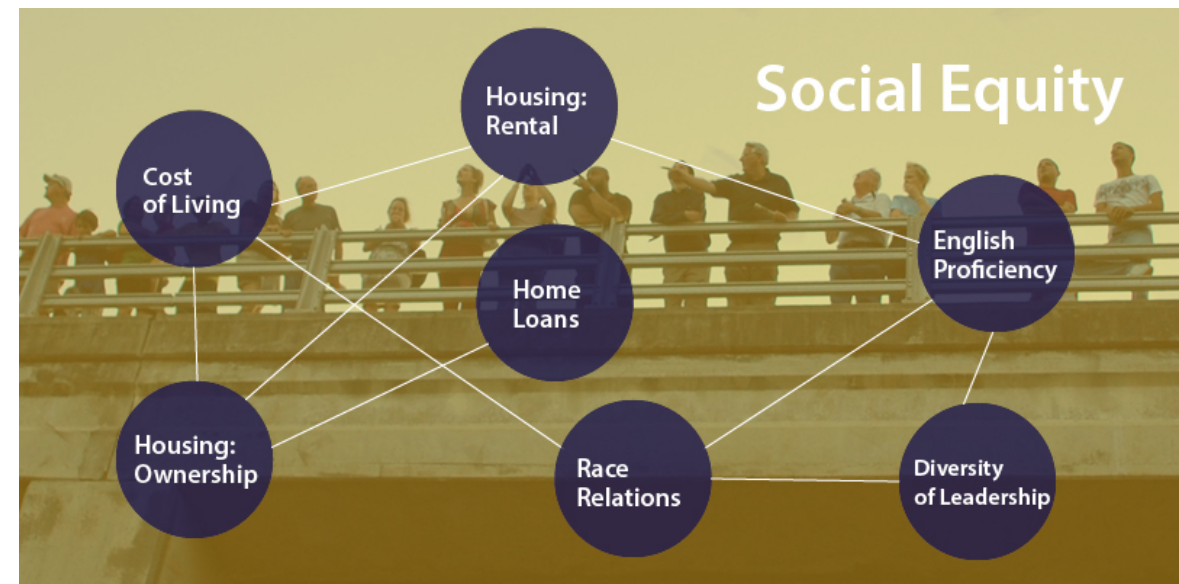 Social Equity
Housing:
Rental
Cost
of Living
English
Proficiency
Home
Loans
Housing:
Ownership
Race
Relations
Diversity
of Leadership